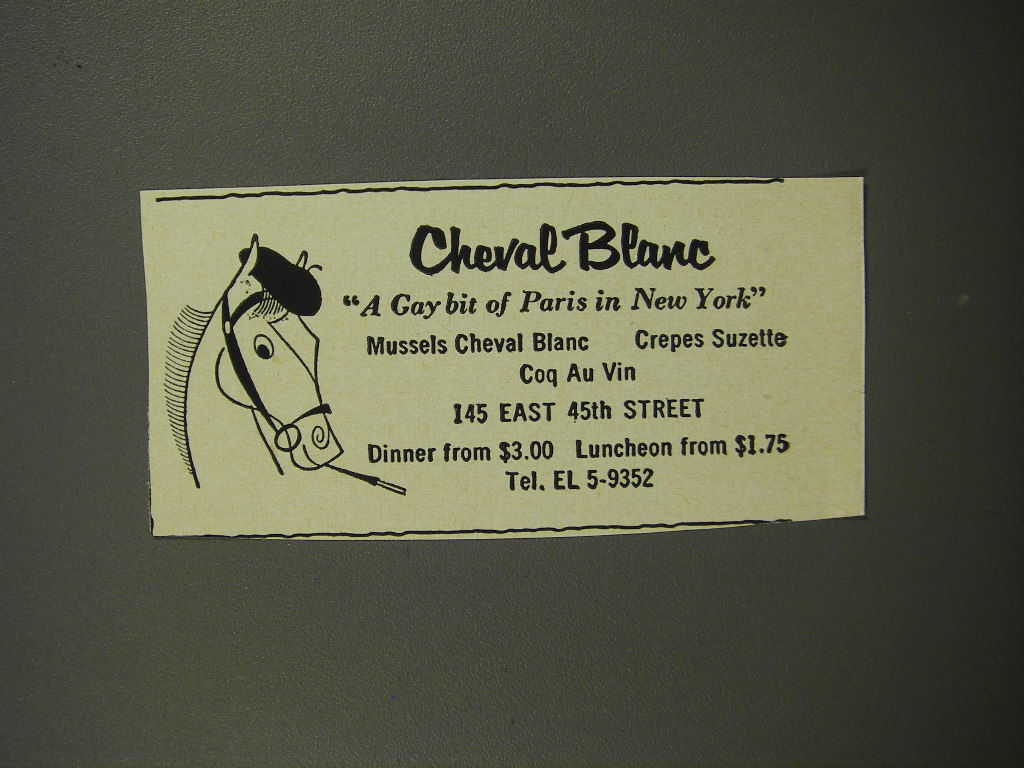 Cheval Blanc
“A Gay bit of Paris in New York”
Mussels Cheval Blanc Crepes Suzette
Coq Au Vin
145 EAST 45th STREET
Dinner from $3.00 Luncheon from $1.75
Tel. EL 5-9352